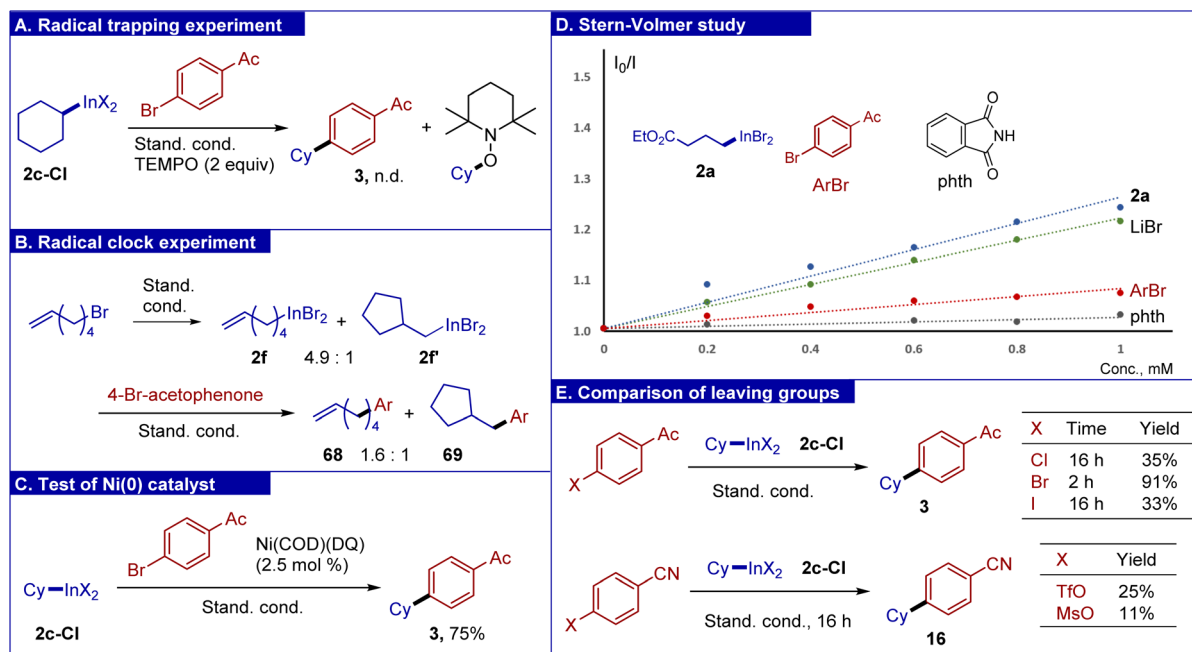 A. Radical trapping experiment
InX2
2c-Cl
Br
Ac
Stand. cond.
TEMPO (2 equiv)
Ac
Cy
3, n.d.
+
N
O
Cy
B. Radical clock experiment
Br
4
Stand.
cond.
InBr2
4
+
InBr2
2f 4.9 : 1 2f'
4-Br-acetophenone
Stand. cond.
Ar
4
+
Ar
68 1.6 : 1 69
C. Test of Ni(0) catalyst
Cy InX2
2c-Cl
Br
Ac
Ni(COD)(DQ)
(2.5 mol %)
Stand. cond.
Ac
Cy
3, 75%
D. Stern-Volmer study
I0/I
1.5
1.4
1.3
1.2
1.1
1.0
EtO2C
InBr2
2a
Ac
Br
ArBr
O
NH
O
phth
2a
LiBr
ArBr
phth
0 0.2 0.4 0.6 0.8 1
Conc., mM
E. Comparison of leaving groups
X
Ac
Cy InX2 2c-Cl
Stand. cond.
Ac
Cy
3
X Time Yield
Cl 16 h 35%
Br 2 h 91%
I 16 h 33%
X
CN
Cy InX2 2c-Cl
Stand. cond., 16 h
CN
Cy
16
X Yield
TfO 25%
MsO 11%